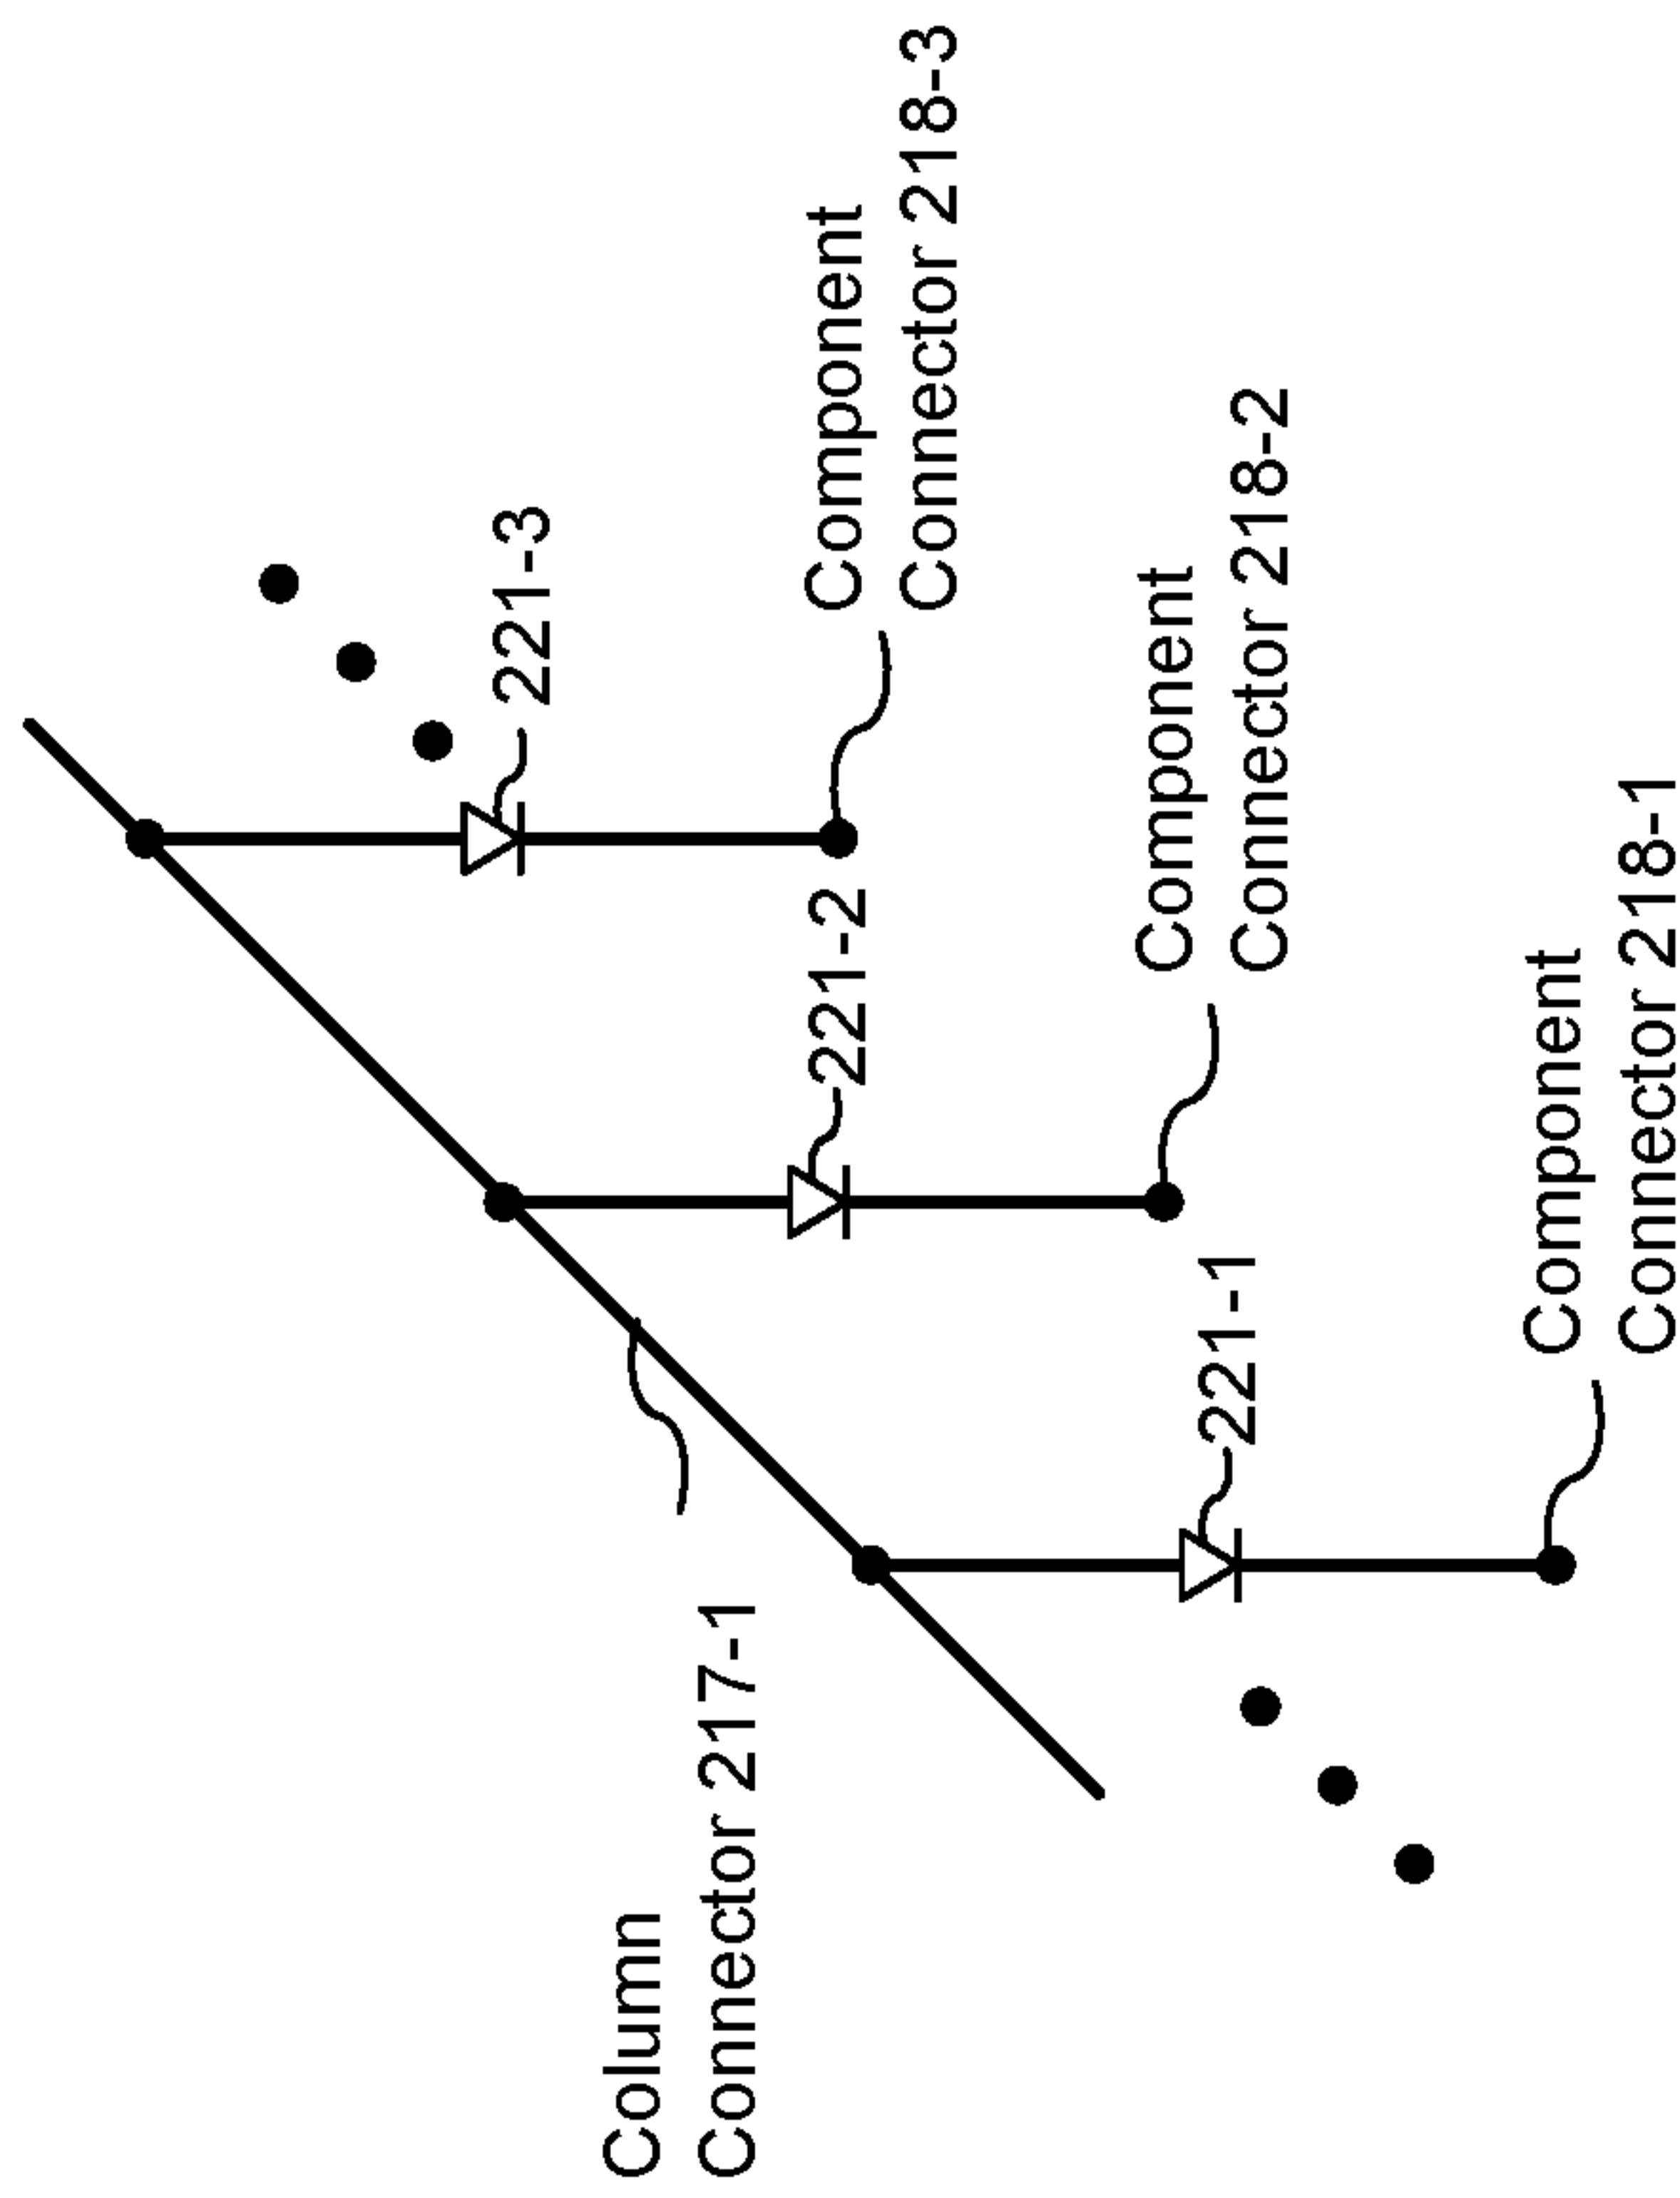 Column
Connector 217-1
221-1
Component
Connector 218-1
221-2
Component
Connector 218-2
221-3
Component
Connector 218-3